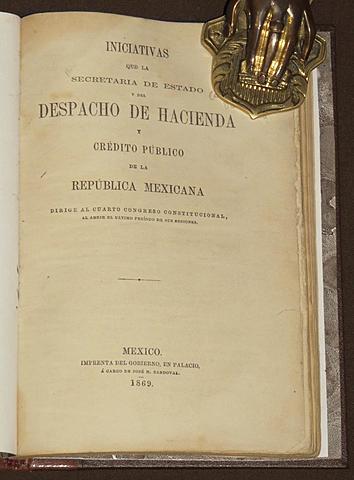 INICIATIVAS
QUE LA
SECRETARIA DE ESTADO
Y DEL
DESPACHO DE HACIENDA
Y
CRÉDITO PÚBLICO
DE LA
REPÚBLICA MEXICANA
DIRIGE AL CUARTO CONGRESO CONSTITUCIONAL,
AL ABRIR EL ULTIMO PERÍODO DE SUS SESIONES.
MEXICO.
IMPRENTA DEL GOBIERNO, EN PALACIO,
Á CARGO DE JOSÉ M. SANDOVAL.
1869.